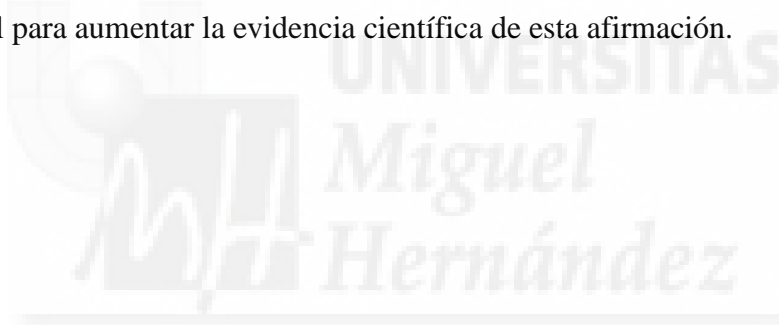 para aumentar la evidencia científica de esta afirmación.
UNIVERSITAS
Miguel
Hernández